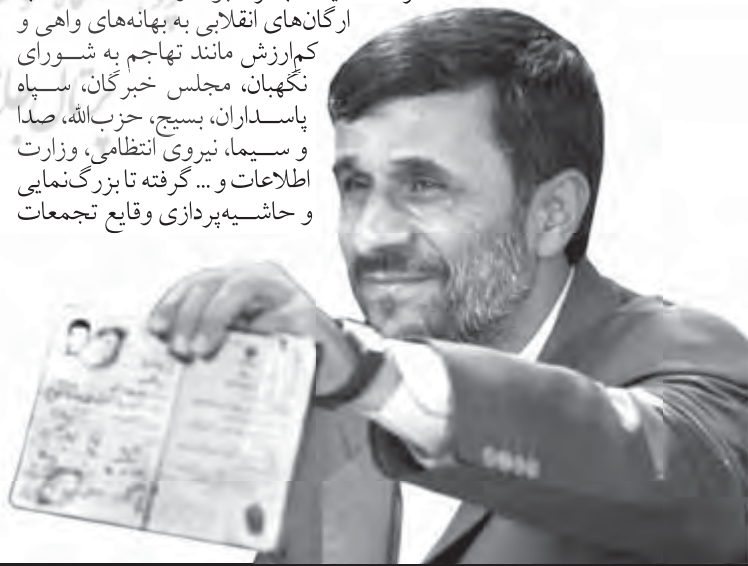 ارگان‌های انقلابی به بهانه‌های واهی و
کم‌ارزش مانند تهاجم به شورای
نگهبان، مجلس خبرگان، سپاه
پاسداران، بسیج، حزب‌الله، صدا
و سیما، نیروی انتظامی، وزارت
اطلاعات و ... گرفته تا بزرگ‌نمایی
و حاشیه‌پردازی وقایع تجمعات